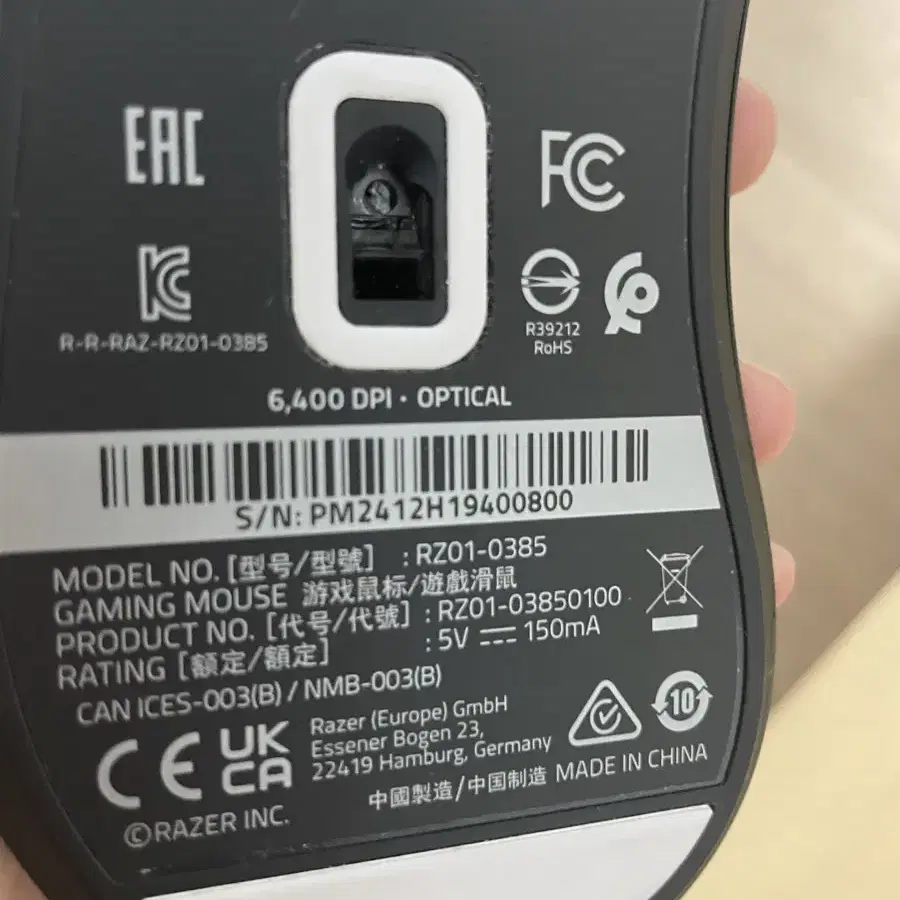 EAC
FC
KC
R-R-RAZ-RZ01-0385
R39212
RoHS
6,400 DPI · OPTICAL
S/N: PM2412H19400800
MODEL NO. [型号/型號] : RZ01-0385
GAMING MOUSE 游戏鼠标/遊戲滑鼠
PRODUCT NO. [代号/代號] : RZ01-03850100
RATING [额定/額定] : 5V ⎓ 150mA
CAN ICES-003(B) / NMB-003(B)
CE
UK
CA
Razer (Europe) GmbH
Essener Bogen 23,
22419 Hamburg, Germany
10
中國製造/中国制造 MADE IN CHINA
©RAZER INC.